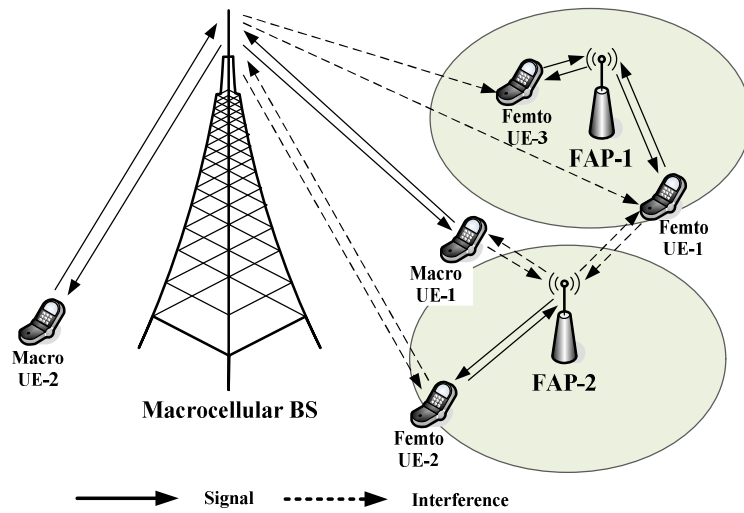 Femto
UE-3
FAP-1
Femto
UE-1
Macro
UE-1
Macro
UE-2
FAP-2
Macrocellular BS
Femto
UE-2
Signal
Interference